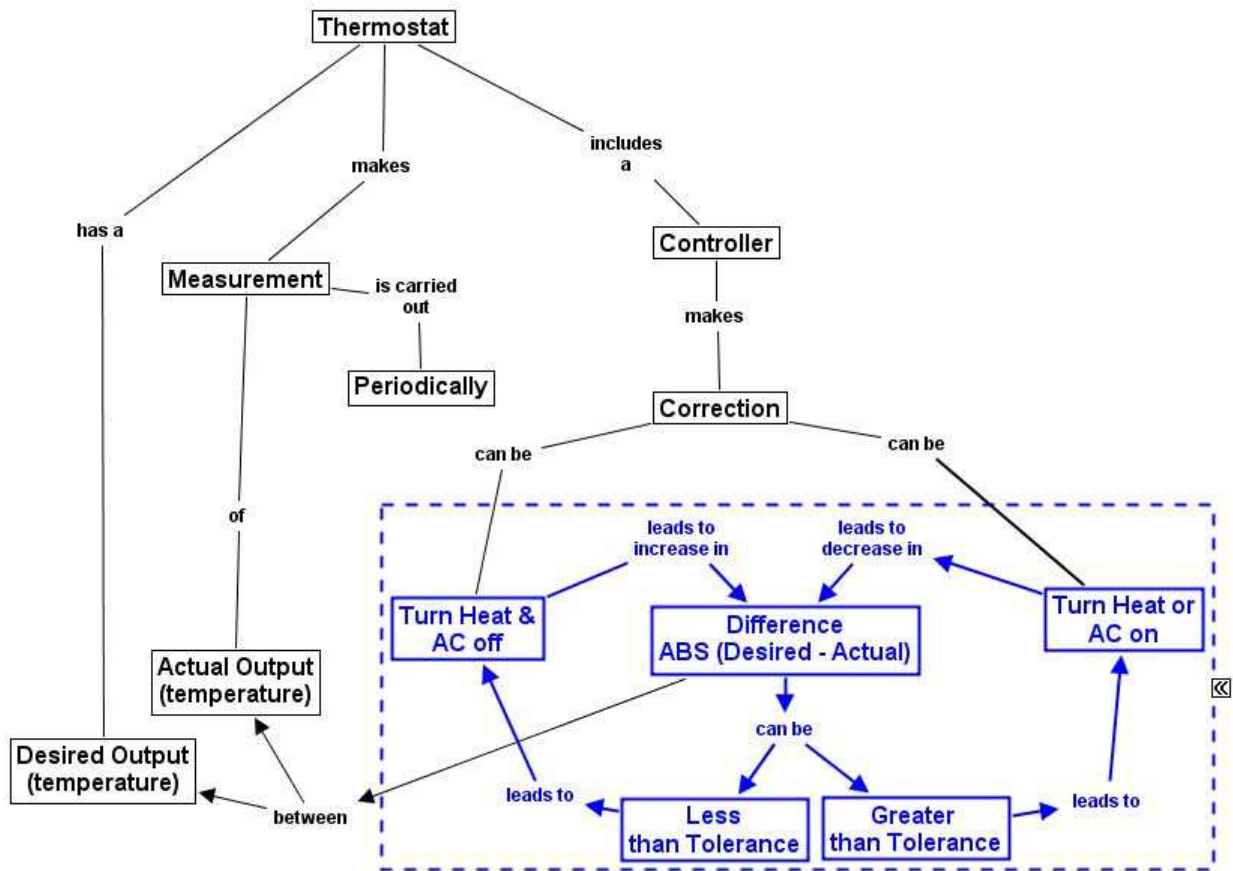 Thermostat
includes
a
makes
has a
Controller
Measurement
is carried
out
makes
Periodically
Correction
can be
can be
of
leads to
increase in
leads to
decrease in
Turn Heat &
AC off
Difference
ABS (Desired - Actual)
Turn Heat or
AC on
Actual Output
(temperature)
can be
Desired Output
(temperature)
leads to
leads to
between
Less
than Tolerance
Greater
than Tolerance